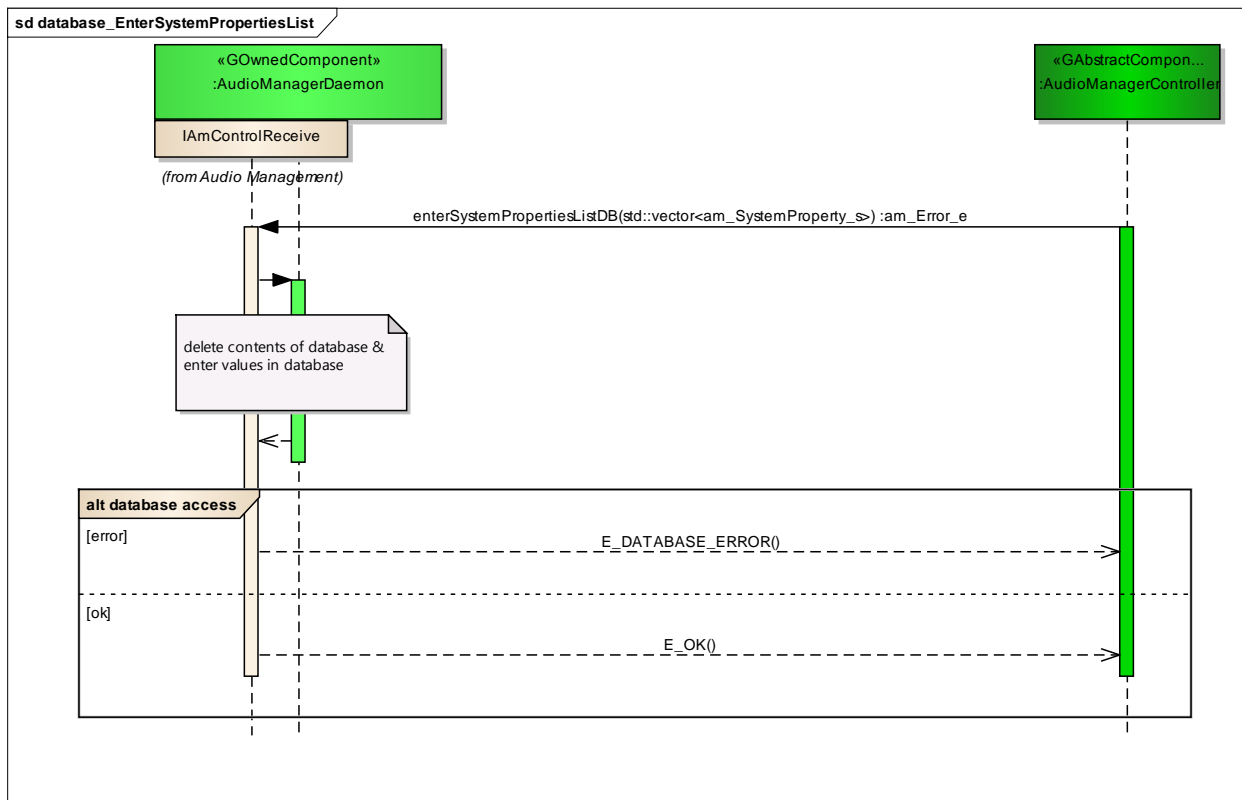 sd database_EnterSystemPropertiesList
«GOwnedComponent»
:AudioManagerDaemon
«GAbstractCompon...
:AudioManagerController
IAmControlReceive
(from Audio Management)
enterSystemPropertiesListDB(std::vector<am_SystemProperty_s>) :am_Error_e
delete contents of database &
enter values in database
alt database access
[error]
E_DATABASE_ERROR()
[ok]
E_OK()